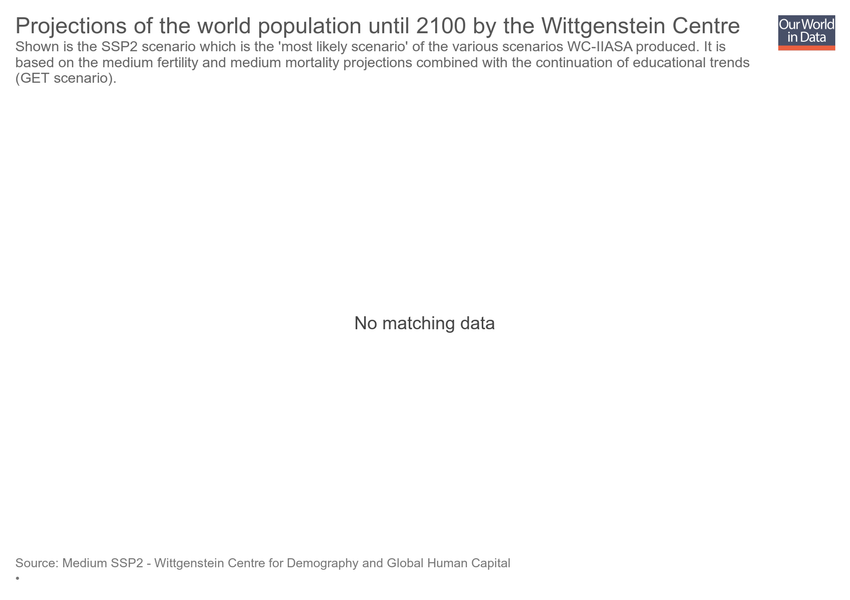 Projections of the world population until 2100 by the Wittgenstein Centre
Our World
in Data
Shown is the SSP2 scenario which is the 'most likely scenario' of the various scenarios WC-IIASA produced. It is
based on the medium fertility and medium mortality projections combined with the continuation of educational trends
(GET scenario).
No matching data
Source: Medium SSP2 - Wittgenstein Centre for Demography and Global Human Capital
•